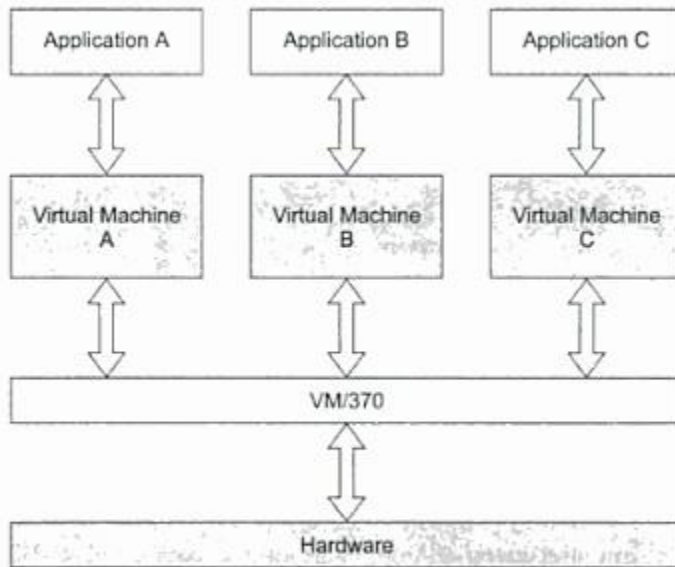 Application A
Application B
Application C
Virtual Machine
A
Virtual Machine
B
Virtual Machine
C
VM/370
Hardware